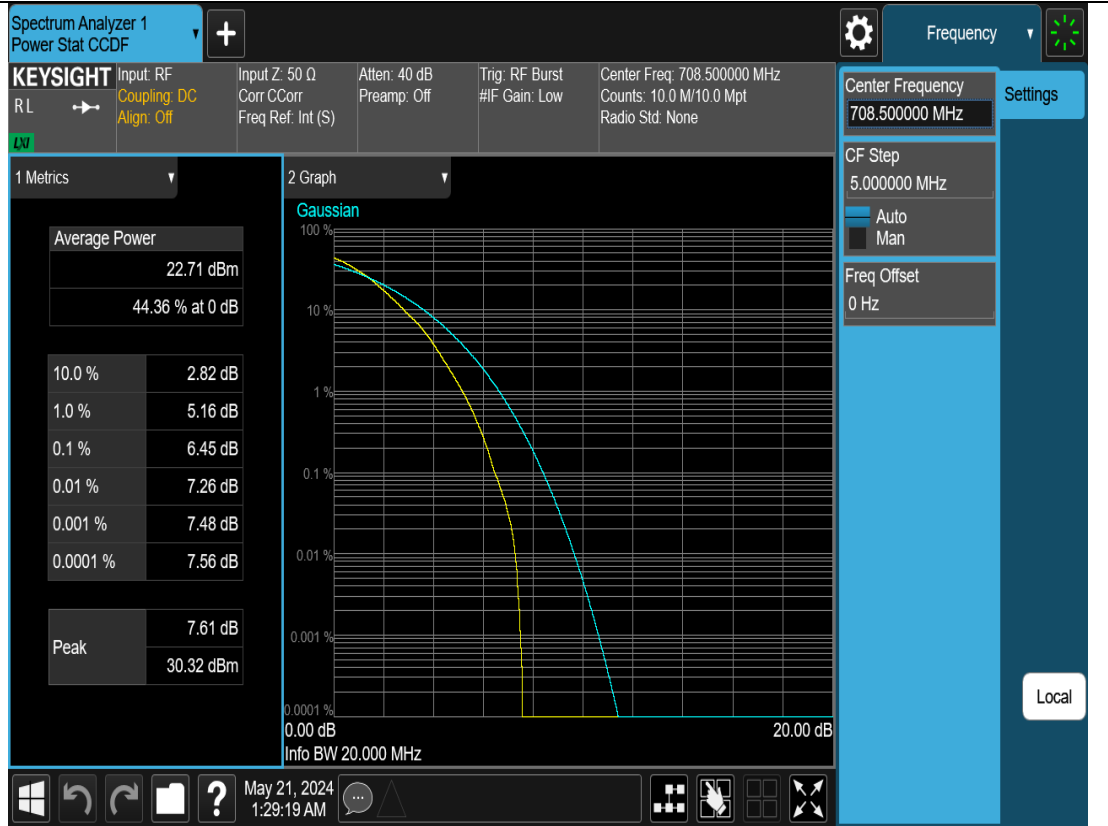 Spectrum Analyzer 1
Power Stat CCDF
+
Frequency
KEYSIGHT
R L
LXI
Input: RF
Coupling: DC
Align: Off
Input Z: 50 Ω
Corr CCorr
Freq Ref: Int (S)
Atten: 40 dB
Preamp: Off
Trig: RF Burst
#IF Gain: Low
Center Freq: 708.500000 MHz
Counts: 10.0 M/10.0 Mpt
Radio Std: None
Center Frequency
708.500000 MHz
Settings
CF Step
5.000000 MHz
Auto
Man
Freq Offset
0 Hz
Local
1 Metrics
Average Power
22.71 dBm
44.36 % at 0 dB
10.0 % 2.82 dB
1.0 % 5.16 dB
0.1 % 6.45 dB
0.01 % 7.26 dB
0.001 % 7.48 dB
0.0001 % 7.56 dB
Peak
7.61 dB
30.32 dBm
2 Graph
Gaussian
100 %
10 %
1 %
0.1 %
0.01 %
0.001 %
0.0001 %
0.00 dB 20.00 dB
Info BW 20.000 MHz
?
May 21, 2024
1:29:19 AM